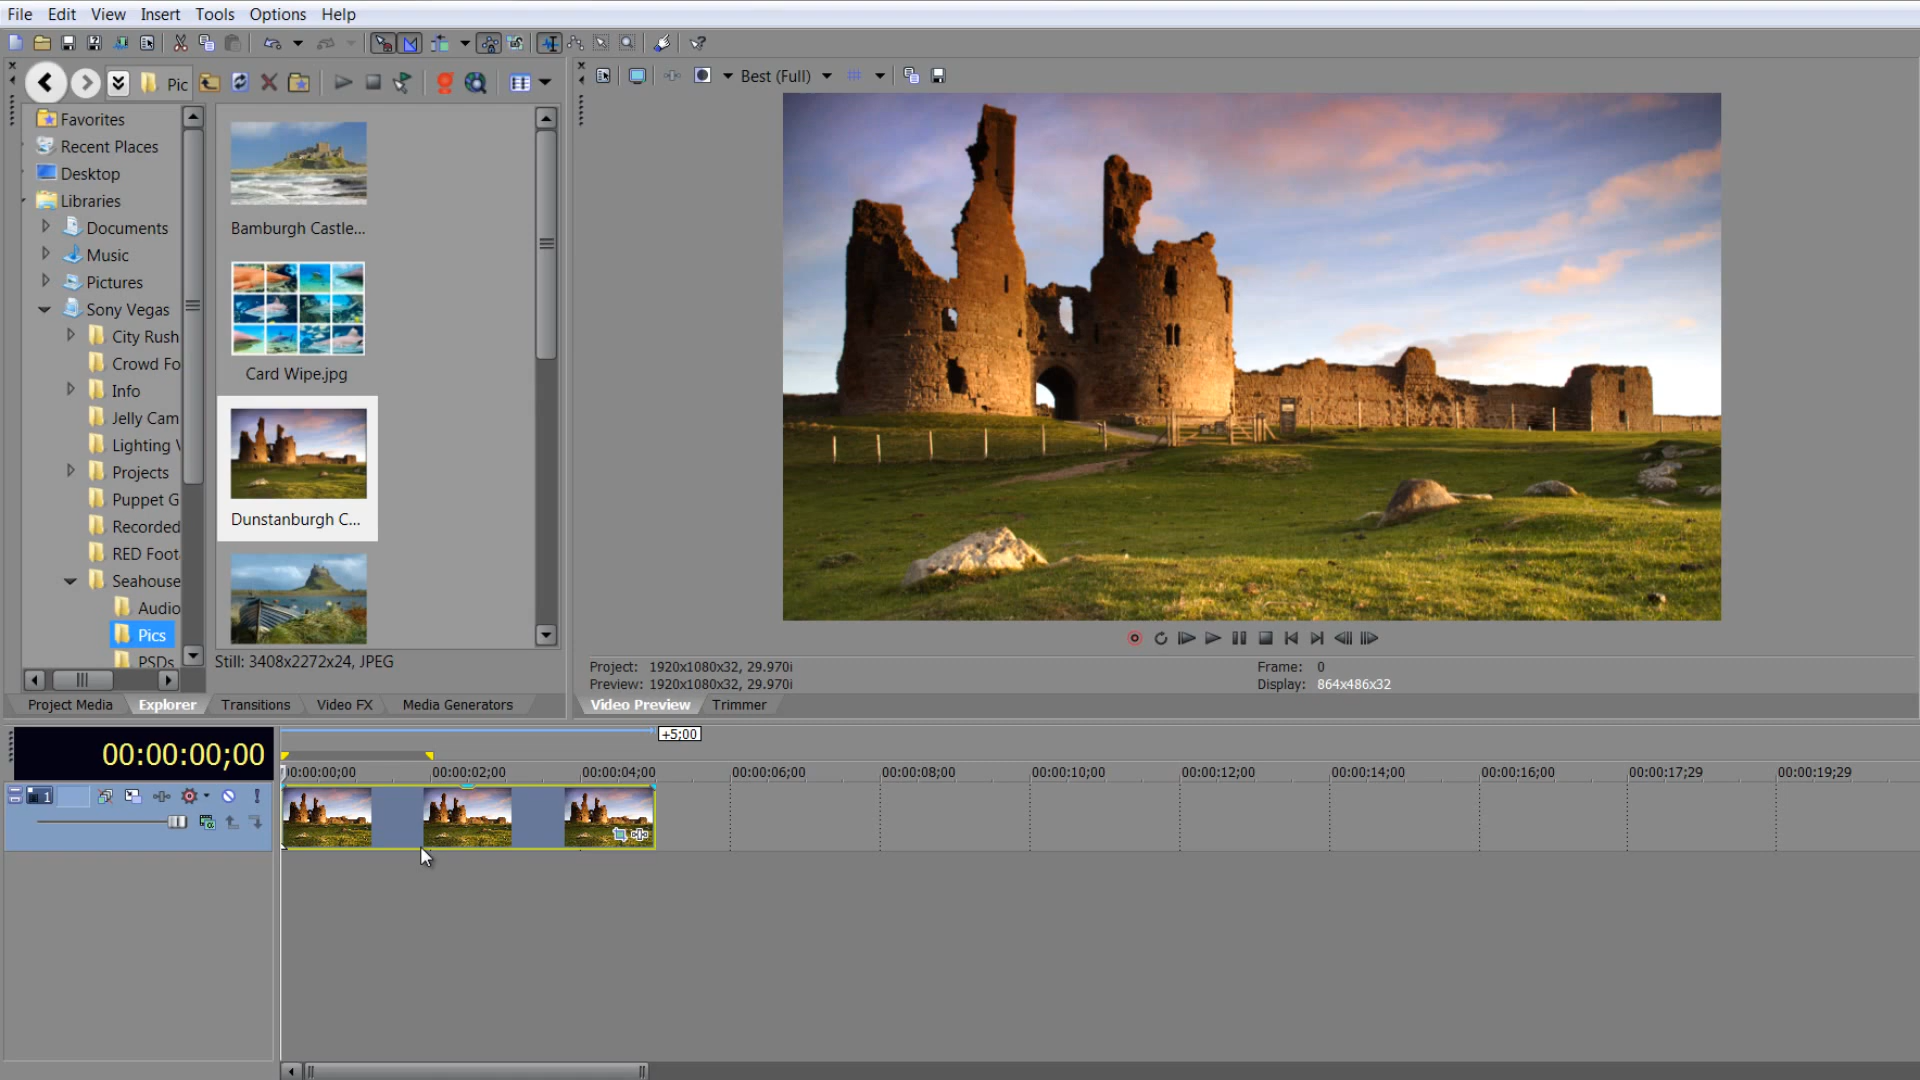 File Edit View Insert Tools Options Help
Pic
Best (Full)
Favorites
Recent Places
Desktop
Libraries
Documents
Music
Pictures
Sony Vegas
City Rush
Crowd Fo
Info
Jelly Cam
Lighting
Projects
Puppet G
Recorded
RED Foot
Seahouse
Audio
Pics
PSDs
Bamburgh Castle...
Card Wipe.jpg
Dunstanburgh C...
Still: 3408x2272x24, JPEG
Project: 1920x1080x32, 29.970i
Preview: 1920x1080x32, 29.970i
Frame: 0
Display: 864x486x32
Project Media Explorer Transitions Video FX Media Generators
Video Preview Trimmer
+5;00
00:00:00;00
00:00:00;00 00:00:02;00 00:00:04;00 00:00:06;00 00:00:08;00 00:00:10;00 00:00:12;00 00:00:14;00 00:00:16;00 00:00:17;29 00:00:19;29
1